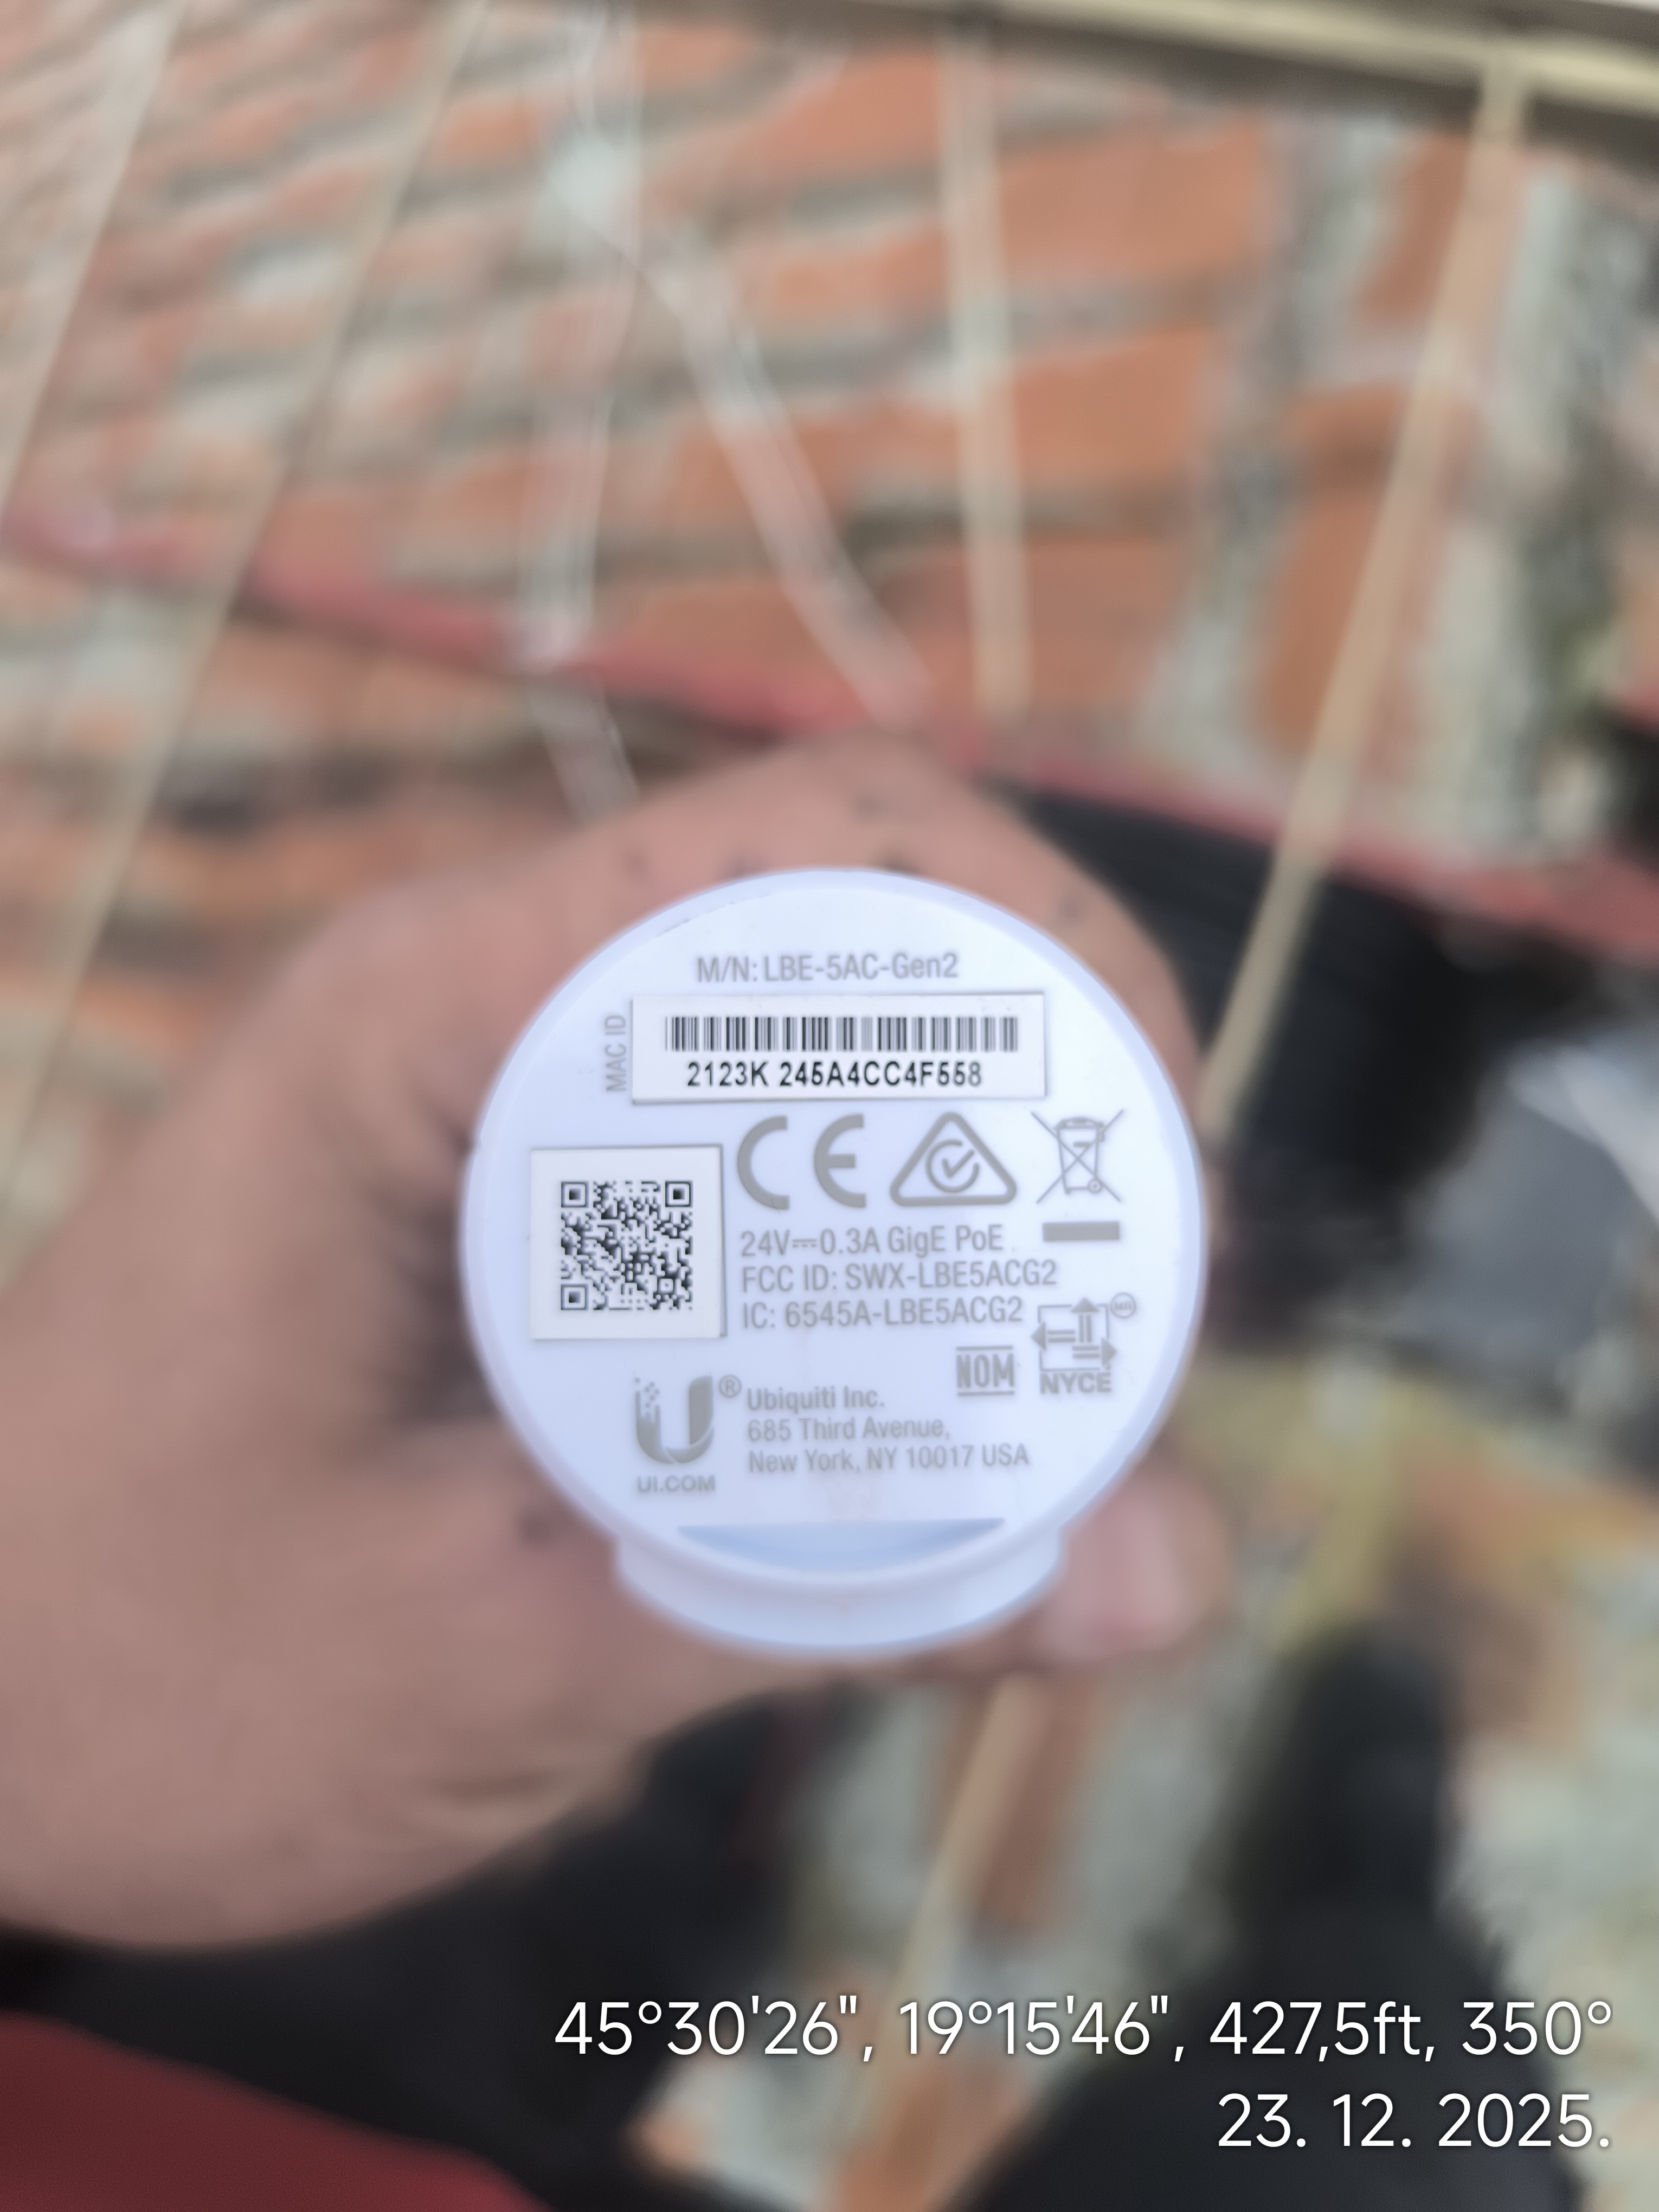 M/N: LBE-5AC-Gen2
MAC ID
2123K 245A4CC4F558
24V⎓0.3A GigE PoE
FCC ID: SWX-LBE5ACG2
IC: 6545A-LBE5ACG2
NOM
NYCE
®
Ubiquiti Inc.
685 Third Avenue,
New York, NY 10017 USA
UI.COM
45°30'26", 19°15'46", 427,5ft, 350°
23. 12. 2025.